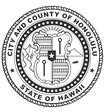 CITY AND COUNTY OF HONOLULU
STATE OF HAWAII